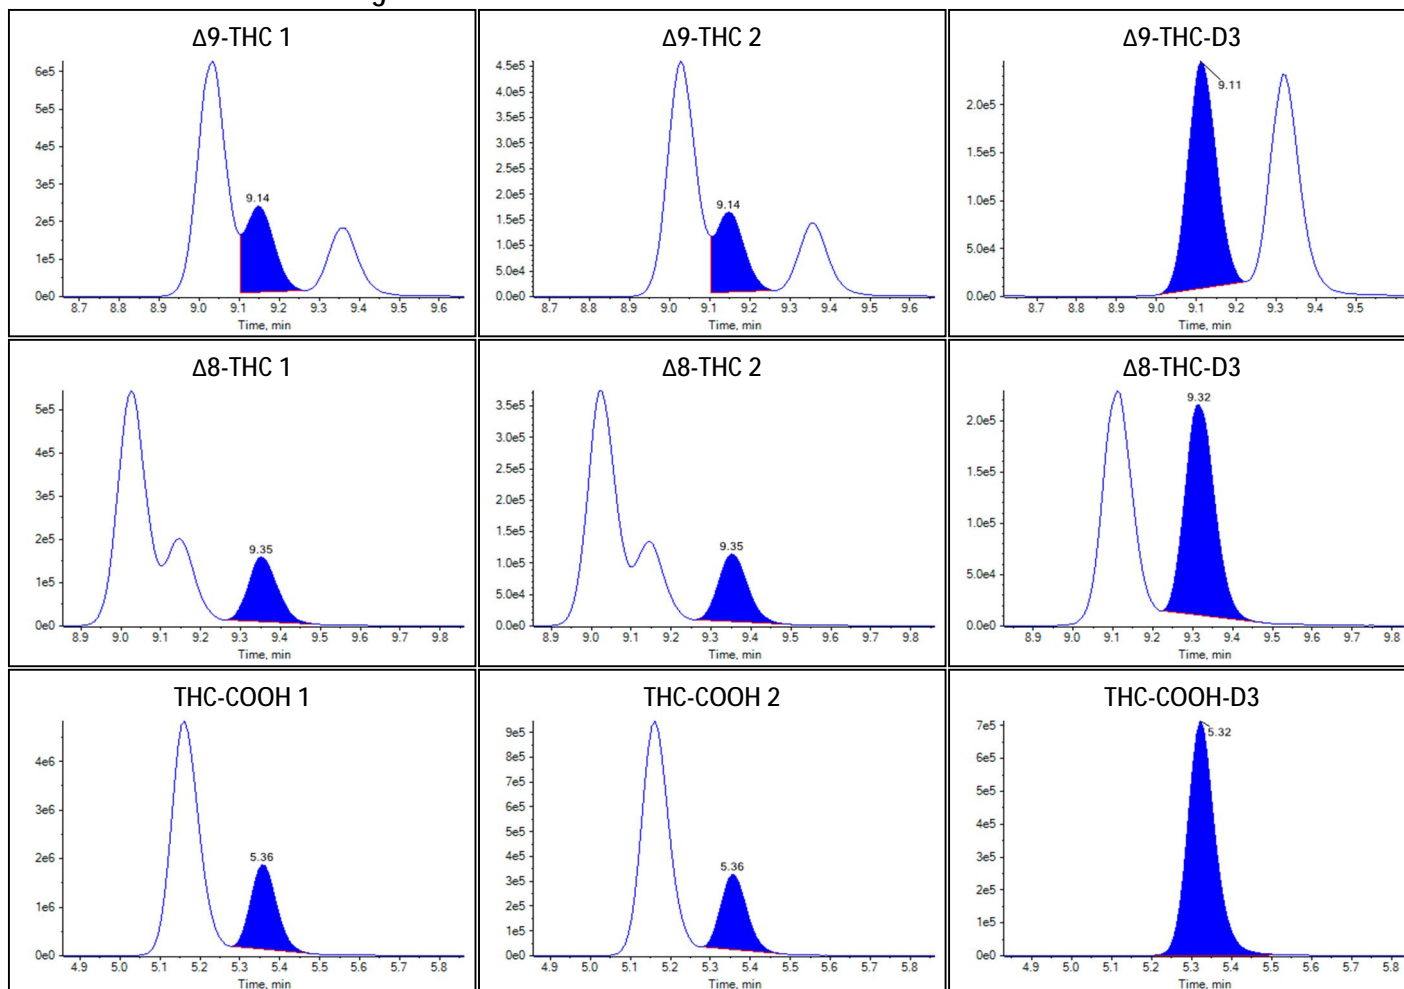 g
Δ9-THC 1
6e5
5e5
4e5
3e5
2e5
1e5
0e0
9.14
8.7 8.8 8.9 9.0 9.1 9.2 9.3 9.4 9.5 9.6
Time, min
Δ9-THC 2
4.5e5
4.0e5
3.5e5
3.0e5
2.5e5
2.0e5
1.5e5
1.0e5
5.0e4
0.0e0
9.14
8.7 8.8 8.9 9.0 9.1 9.2 9.3 9.4 9.5 9.6
Time, min
Δ9-THC-D3
2.0e5
1.5e5
1.0e5
5.0e4
0.0e0
9.11
8.7 8.8 8.9 9.0 9.1 9.2 9.3 9.4 9.5
Time, min
Δ8-THC 1
5e5
4e5
3e5
2e5
1e5
0e0
9.35
8.9 9.0 9.1 9.2 9.3 9.4 9.5 9.6 9.7 9.8
Time, min
Δ8-THC 2
3.5e5
3.0e5
2.5e5
2.0e5
1.5e5
1.0e5
5.0e4
0.0e0
9.35
8.9 9.0 9.1 9.2 9.3 9.4 9.5 9.6 9.7 9.8
Time, min
Δ8-THC-D3
2.0e5
1.5e5
1.0e5
5.0e4
0.0e0
9.32
8.9 9.0 9.1 9.2 9.3 9.4 9.5 9.6 9.7 9.8
Time, min
THC-COOH 1
4e6
3e6
2e6
1e6
0e0
5.36
4.9 5.0 5.1 5.2 5.3 5.4 5.5 5.6 5.7 5.8
Time, min
THC-COOH 2
9e5
8e5
7e5
6e5
5e5
4e5
3e5
2e5
1e5
0e0
5.36
4.9 5.0 5.1 5.2 5.3 5.4 5.5 5.6 5.7 5.8
Time, min
THC-COOH-D3
7e5
6e5
5e5
4e5
3e5
2e5
1e5
0e0
5.32
4.9 5.0 5.1 5.2 5.3 5.4 5.5 5.6 5.7 5.8
Time, min